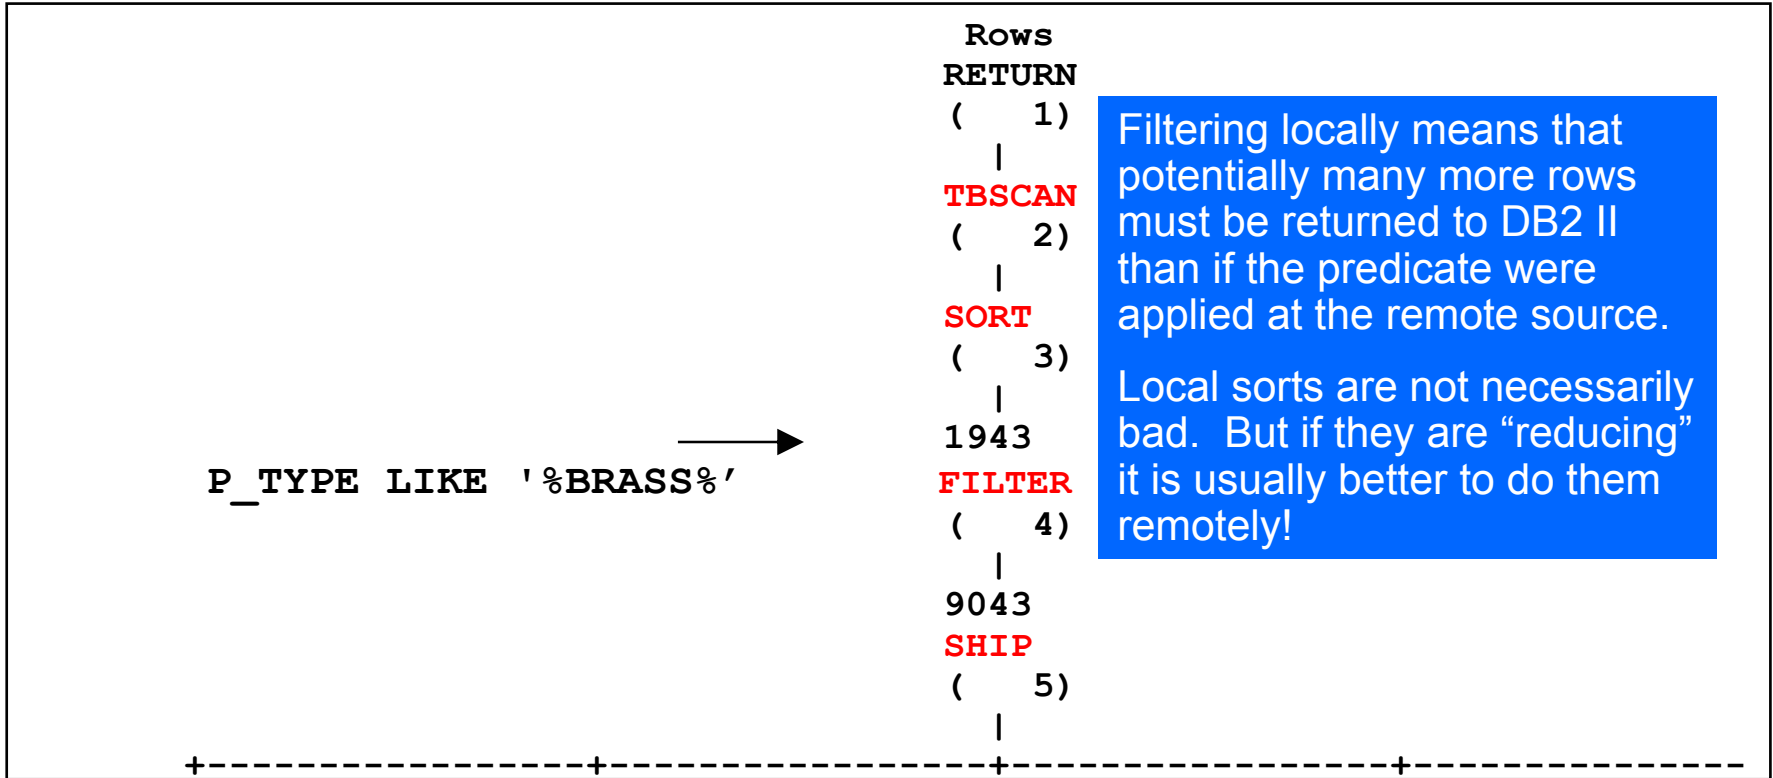 Rows
RETURN
(   1)
|
TBSCAN
(   2)
|
SORT
(   3)
|
1943
P_TYPE LIKE '%BRASS%’
FILTER
(   4)
|
9043
SHIP
(   5)
|
+-----------------+-----------------+-----------------+---------------
Filtering locally means that
potentially many more rows
must be returned to DB2 II
than if the predicate were
applied at the remote source.
Local sorts are not necessarily
bad.  But if they are “reducing”
it is usually better to do them
remotely!